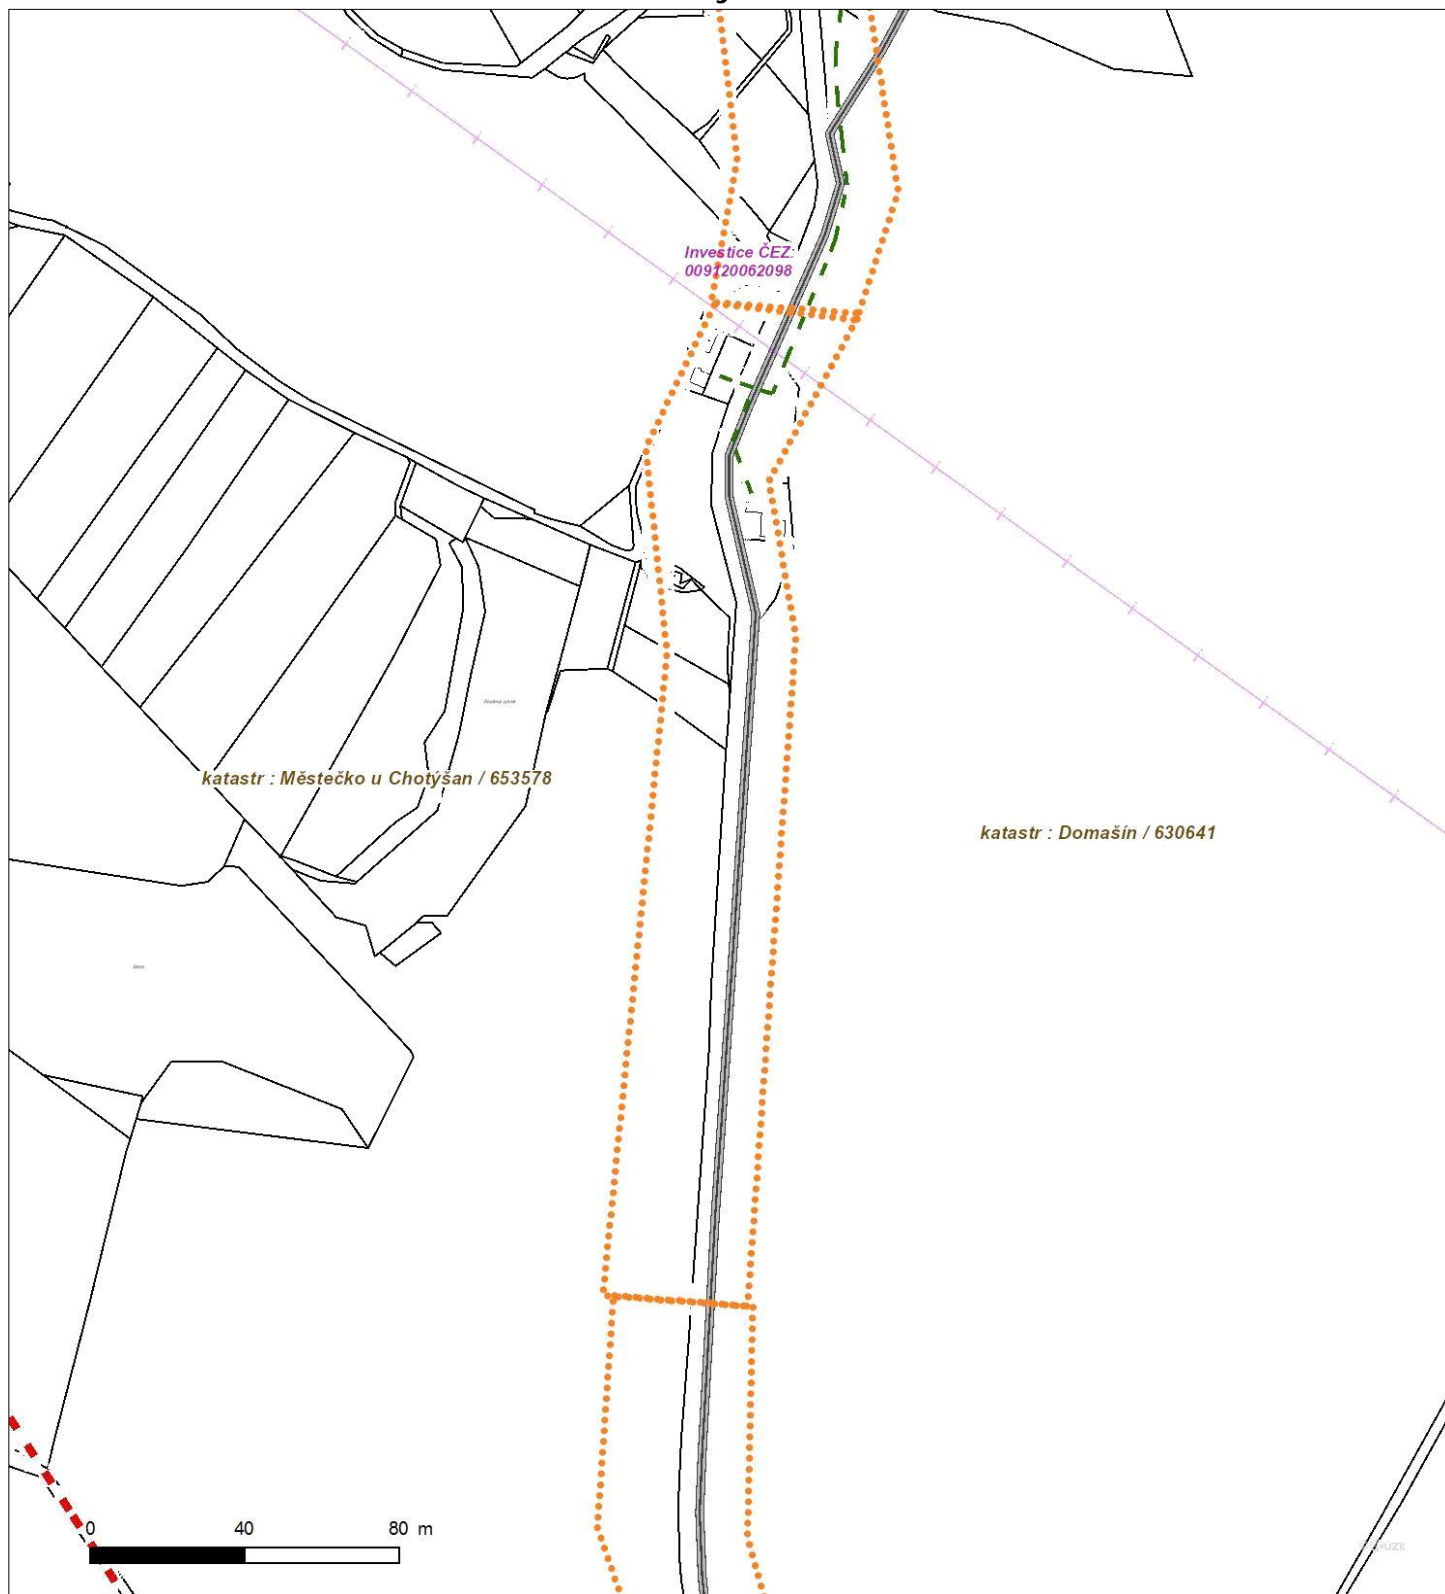 Investice ČEZ:
009120062098
katastr : Městečko u Chotýšan / 653578
katastr : Domašín / 630641
0 40 80 m